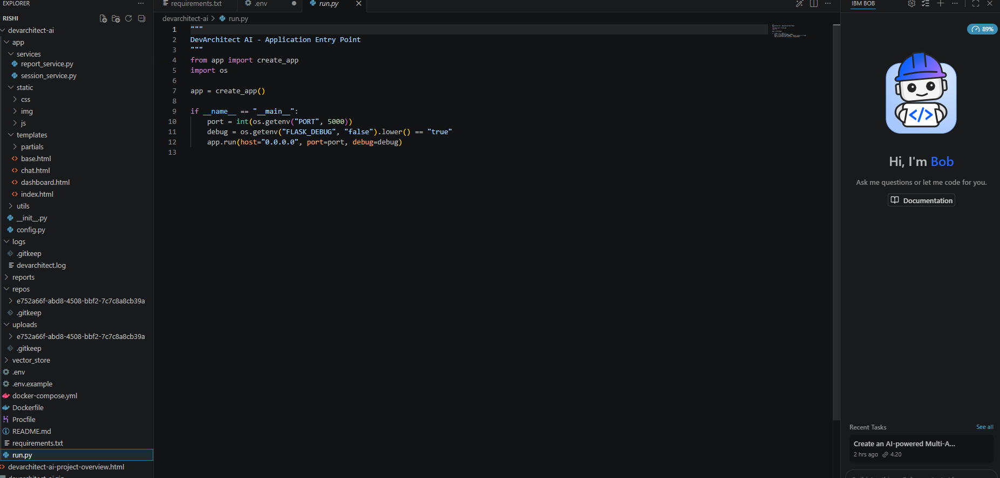 EXPLORER
RISHI
devarchitect-ai
app
services
report_service.py
session_service.py
static
css
img
js
templates
partials
base.html
chat.html
dashboard.html
index.html
utils
__init__.py
config.py
logs
.gitkeep
devarchitect.log
reports
repos
e752a66f-abd8-4508-bbf2-7c7c8a8cb39a
.gitkeep
uploads
e752a66f-abd8-4508-bbf2-7c7c8a8cb39a
.gitkeep
vector_store
.env
.env.example
docker-compose.yml
Dockerfile
Procfile
README.md
requirements.txt
run.py
devarchitect-ai-project-overview.html
requirements.txt
.env
run.py
devarchitect-ai > run.py
1 """
2 DevArchitect AI - Application Entry Point
3 """
4 from app import create_app
5 import os
6
7 app = create_app()
8
9 if __name__ == "__main__":
10 port = int(os.getenv("PORT", 5000))
11 debug = os.getenv("FLASK_DEBUG", "false").lower() == "true"
12 app.run(host="0.0.0.0", port=port, debug=debug)
13
IBM BOB
89%
</>
Hi, I'm Bob
Ask me questions or let me code for you.
Documentation
Recent Tasks
See all
Create an AI-powered Multi-A...
2 hrs ago 4.20